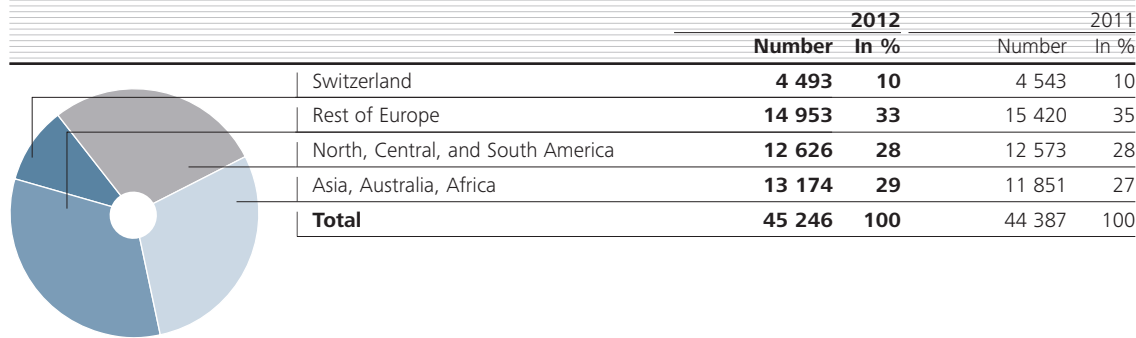 2012 2011
Number In % Number In %
Switzerland 4 493 10 4 543 10
Rest of Europe 14 953 33 15 420 35
North, Central, and South America 12 626 28 12 573 28
Asia, Australia, Africa 13 174 29 11 851 27
Total 45 246 100 44 387 100